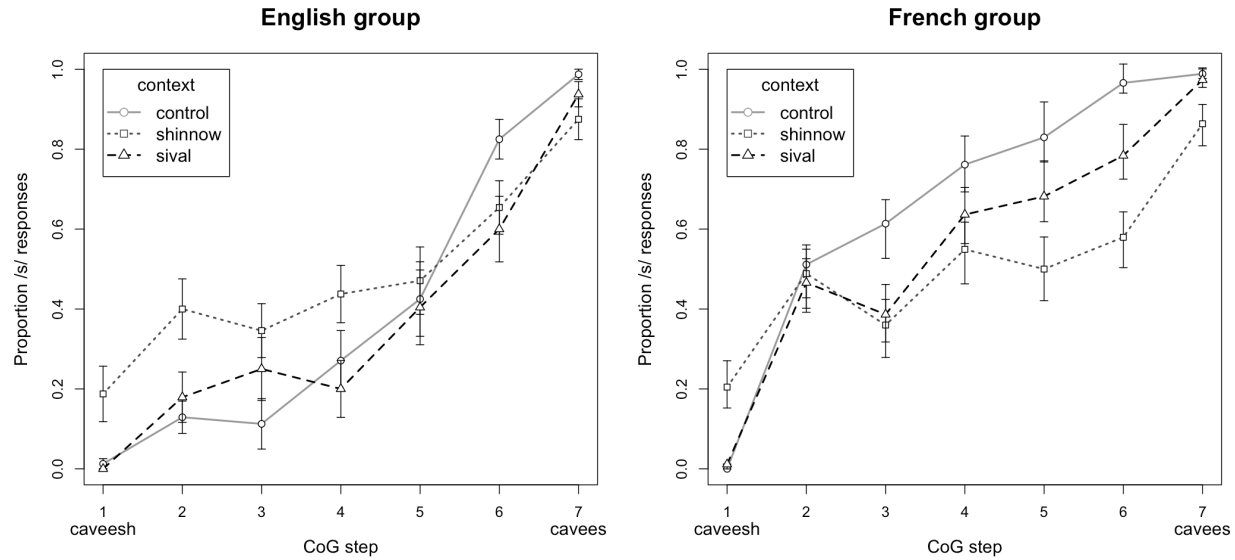 English group
Proportion /s/ responses
1.0
0.8
0.6
0.4
0.2
0.0
context
control
shinnow
sival
1 2 3 4 5 6 7
caveesh cavees
CoG step
French group
Proportion /s/ responses
1.0
0.8
0.6
0.4
0.2
0.0
context
control
shinnow
sival
1 2 3 4 5 6 7
caveesh cavees
CoG step